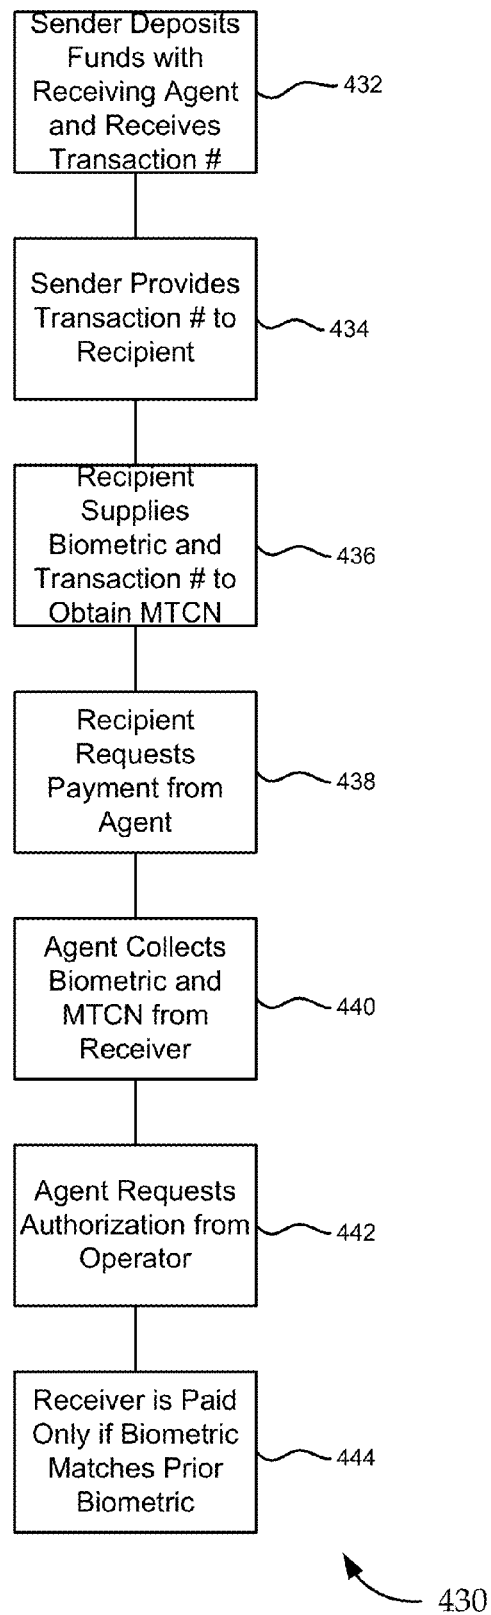 Sender Deposits
Funds with
Receiving Agent
and Receives
Transaction #
432
Sender Provides
Transaction # to
Recipient
434
Recipient
Supplies
Biometric and
Transaction # to
Obtain MTCN
436
Recipient
Requests
Payment from
Agent
438
Agent Collects
Biometric and
MTCN from
Receiver
440
Agent Requests
Authorization from
Operator
442
Receiver is Paid
Only if Biometric
Matches Prior
Biometric
444
430